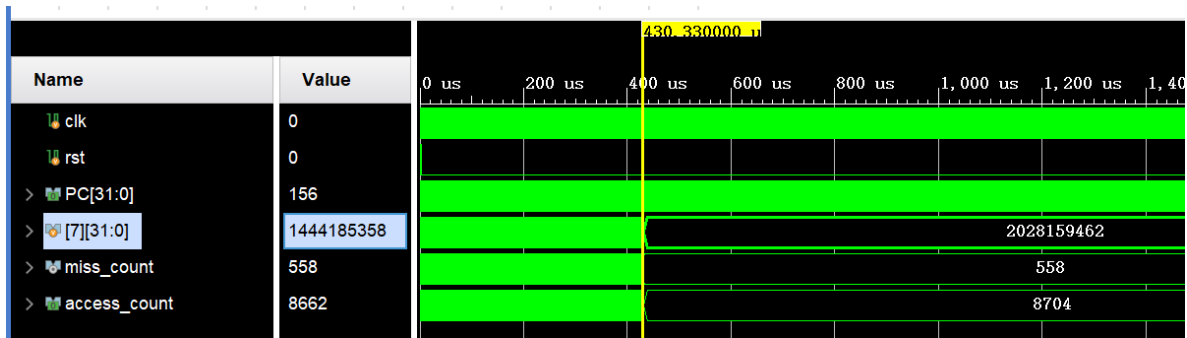 430.330000 u
Name Value 0 us 200 us 400 us 600 us 800 us 1,000 us 1,200 us 1,40
clk 0
rst 0
PC[31:0] 156
[7][31:0] 1444185358 2028159462
miss_count 558 558
access_count 8662 8704